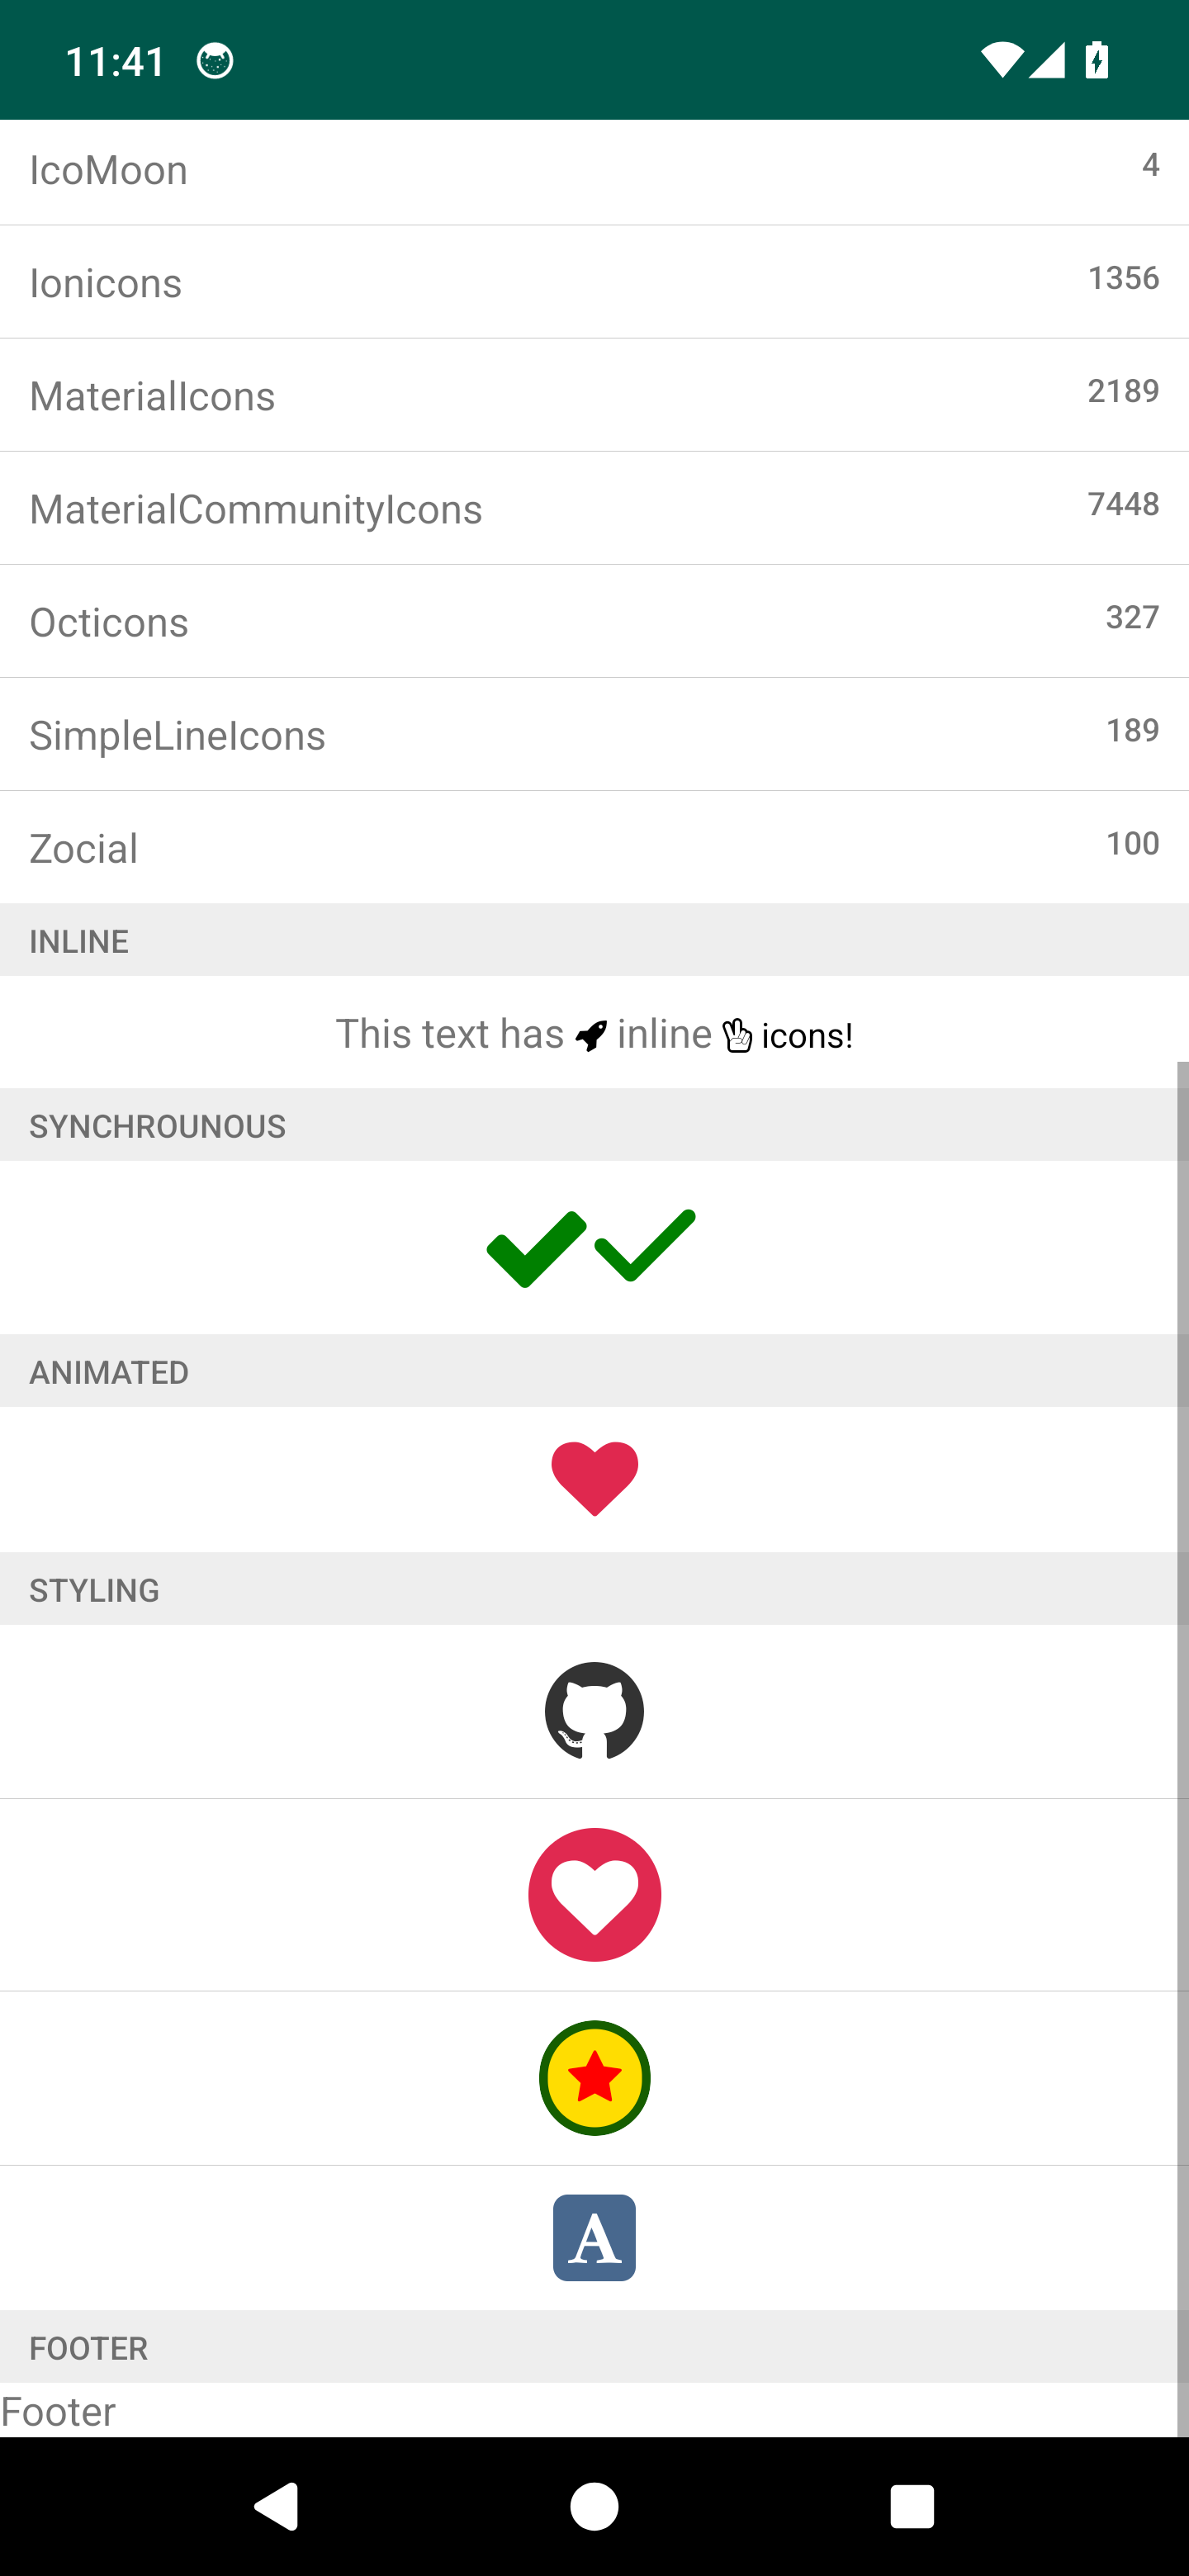 11:41
IcoMoon 4
Ionicons 1356
MaterialIcons 2189
MaterialCommunityIcons 7448
Octicons 327
SimpleLineIcons 189
Zocial 100
INLINE
This text has inline icons!
SYNCHROUNOUS
ANIMATED
STYLING
A
FOOTER
Footer